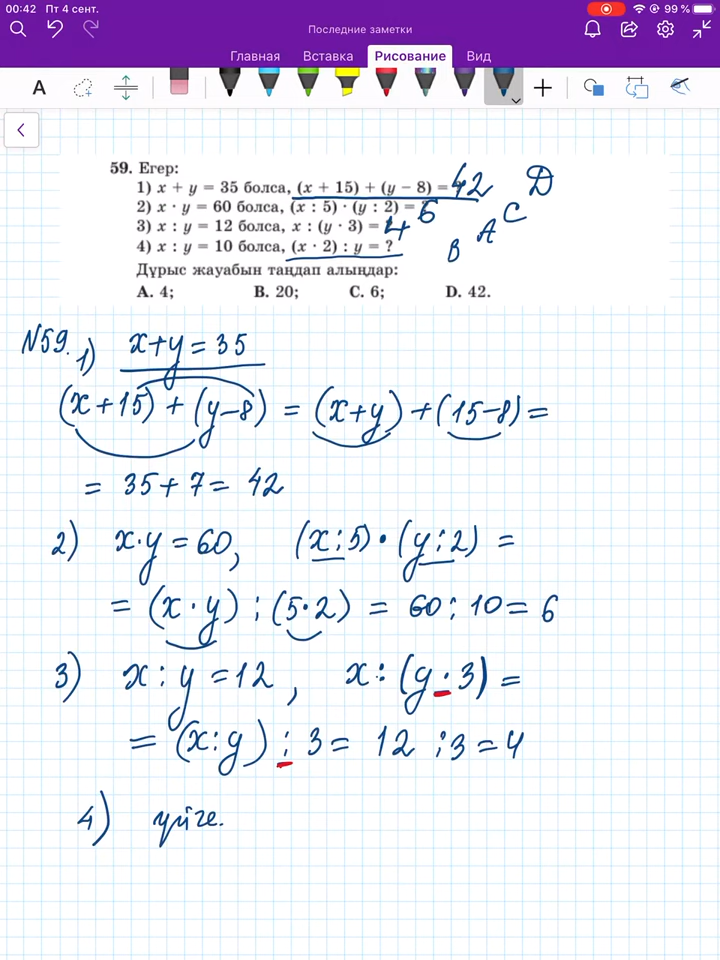 00:42 Пт 4 сент. 99 %
Последние заметки
Главная Вставка Рисование Вид
A
59. Егер:
1) x + y = 35 болса, (x + 15) + (y − 8) = 42 D
2) x · y = 60 болса, (x : 5) · (y : 2) = 6 C
3) x : y = 12 болса, x : (y · 3) = 4 A
4) x : y = 10 болса, (x · 2) : y = ? B
Дұрыс жауабын таңдап алыңдар:
A. 4; B. 20; C. 6; D. 42.
N59. 1) x+y=35
(x+15)+(y−8)=(x+y)+(15−8)=
= 35+7= 42
2) x·y=60, (x:5)·(y:2)=
=(x·y):(5·2)= 60:10=6
3) x:y=12, x:(y·3)=
=(x:y):3= 12:3=4
4) үйге.